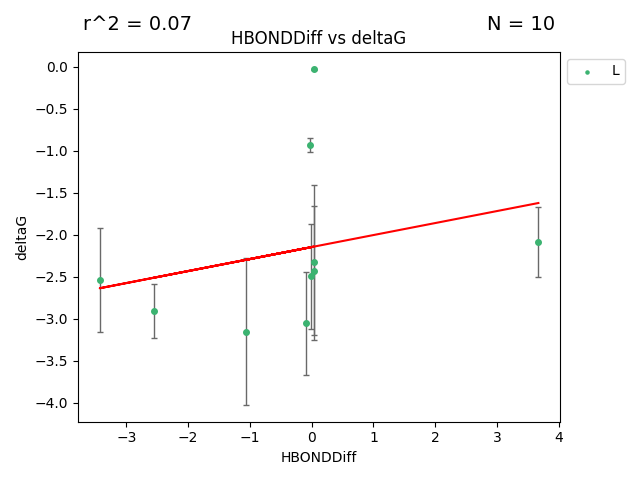 r^2 = 0.07
N = 10
HBONDDiff vs deltaG
L
0.0
−0.5
−1.0
−1.5
−2.0
−2.5
−3.0
−3.5
−4.0
deltaG
−3
−2
−1
0
1
2
3
4
HBONDDiff